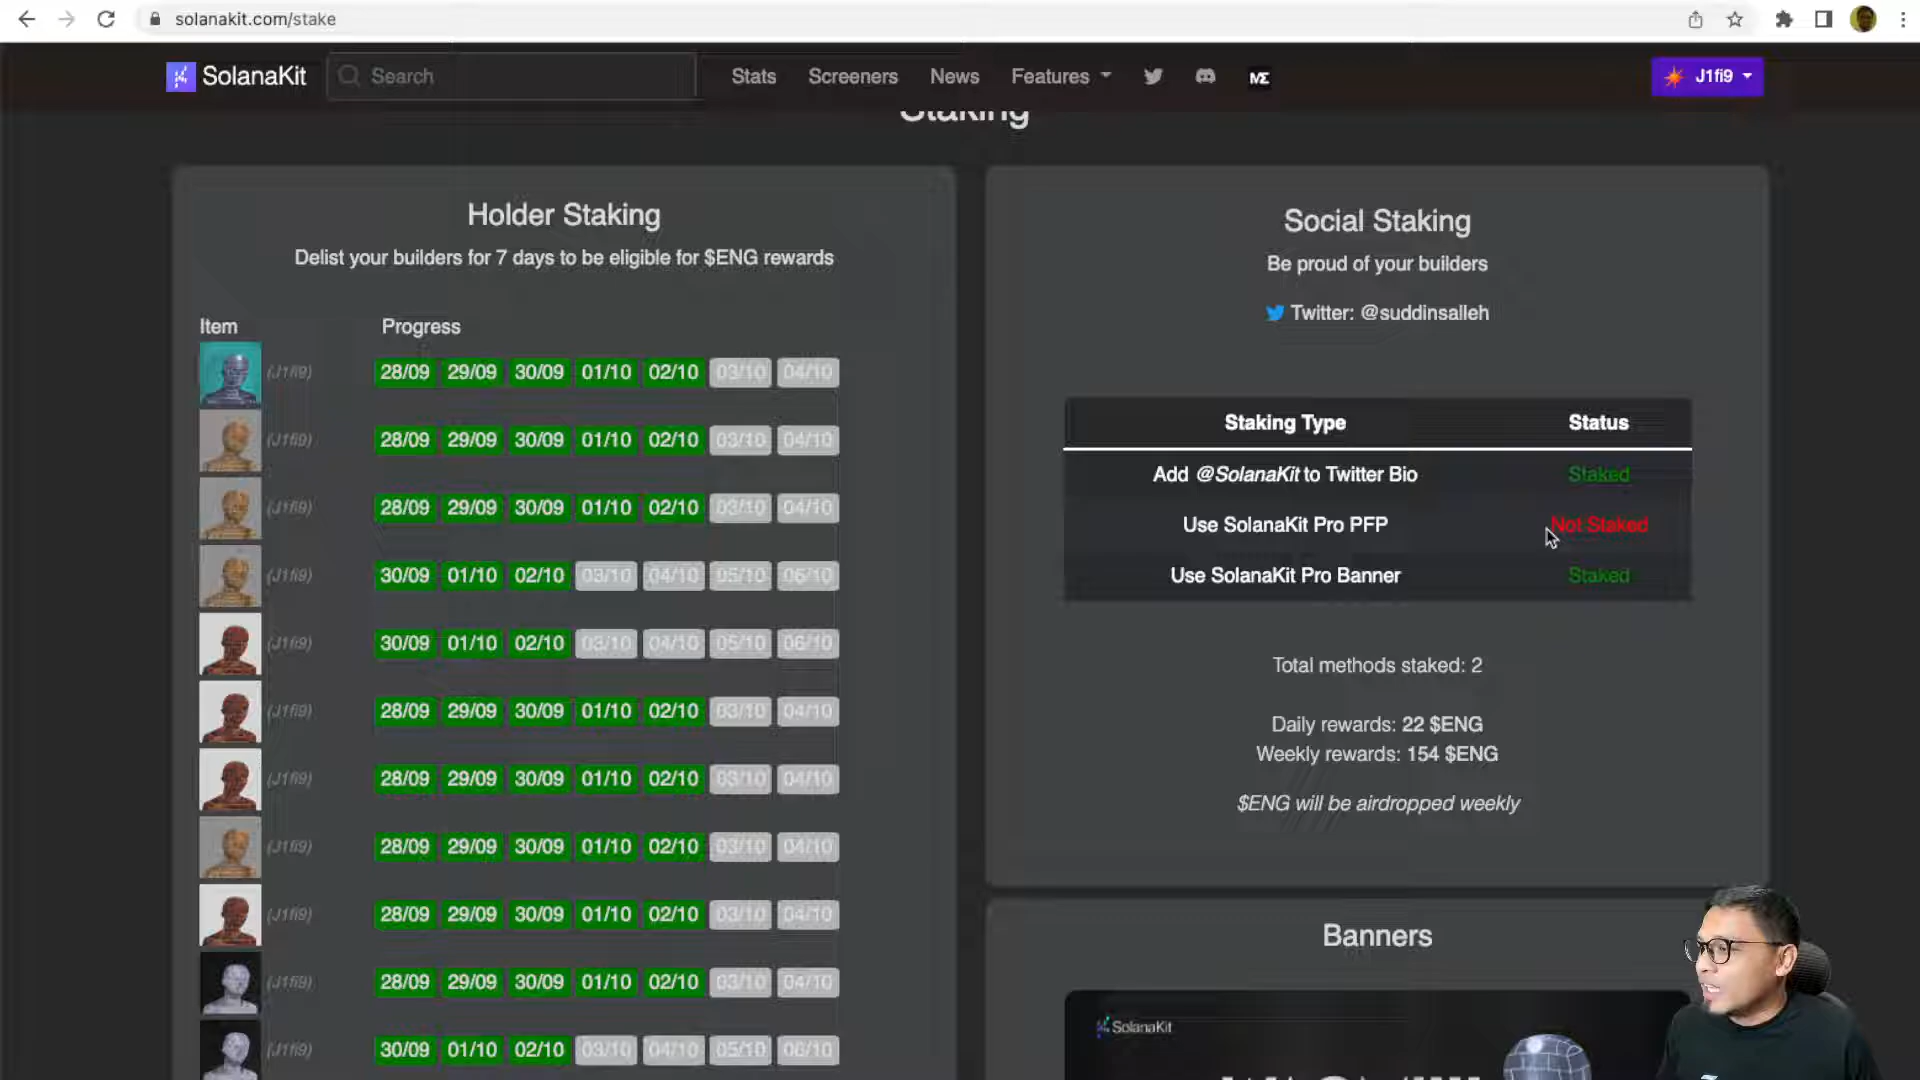 solanakit.com/stake
SolanaKit
Search
Stats
Screeners
News
Features
J1fi9
Staking
Holder Staking
Delist your builders for 7 days to be eligible for $ENG rewards
Item Progress
(J1fi9) 28/09 29/09 30/09 01/10 02/10 03/10 04/10
(J1fi9) 28/09 29/09 30/09 01/10 02/10 03/10 04/10
(J1fi9) 28/09 29/09 30/09 01/10 02/10 03/10 04/10
(J1fi9) 30/09 01/10 02/10 03/10 04/10 05/10 06/10
(J1fi9) 30/09 01/10 02/10 03/10 04/10 05/10 06/10
(J1fi9) 28/09 29/09 30/09 01/10 02/10 03/10 04/10
(J1fi9) 28/09 29/09 30/09 01/10 02/10 03/10 04/10
(J1fi9) 28/09 29/09 30/09 01/10 02/10 03/10 04/10
(J1fi9) 28/09 29/09 30/09 01/10 02/10 03/10 04/10
(J1fi9) 28/09 29/09 30/09 01/10 02/10 03/10 04/10
(J1fi9) 30/09 01/10 02/10 03/10 04/10 05/10 06/10
Social Staking
Be proud of your builders
Twitter: @suddinsalleh
Staking Type Status
Add @SolanaKit to Twitter Bio Staked
Use SolanaKit Pro PFP Not Staked
Use SolanaKit Pro Banner Staked
Total methods staked: 2
Daily rewards: 22 $ENG
Weekly rewards: 154 $ENG
$ENG will be airdropped weekly
Banners
SolanaKit